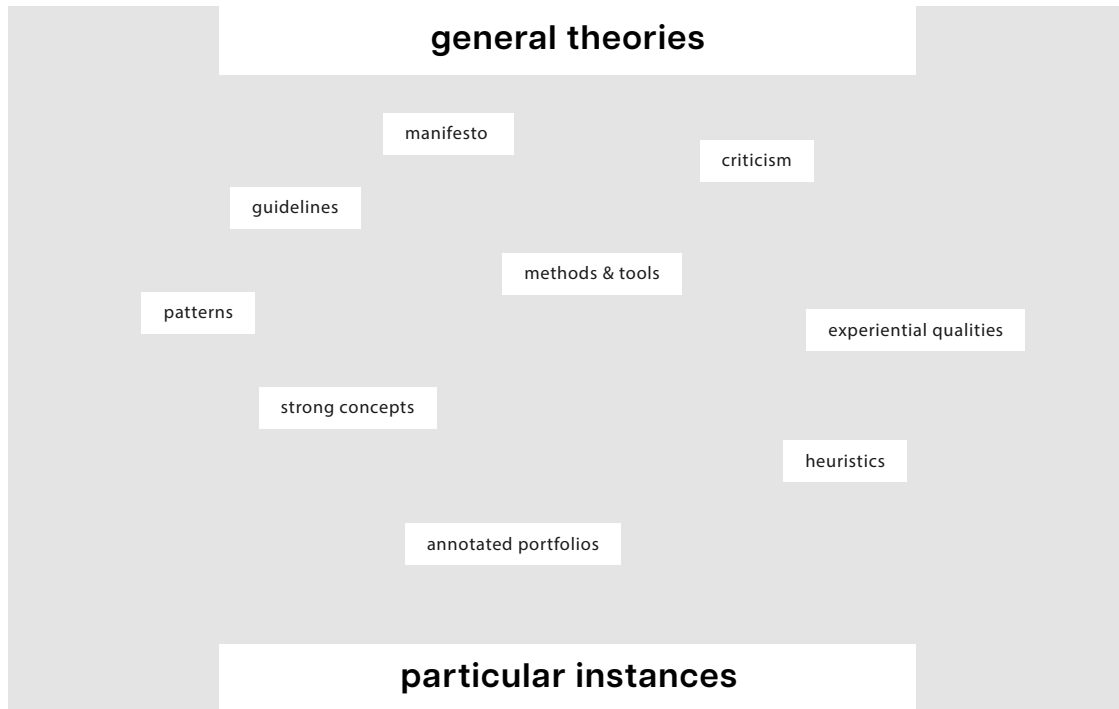 general theories
manifesto
criticism
guidelines
methods & tools
patterns
experiential qualities
strong concepts
heuristics
annotated portfolios
particular instances